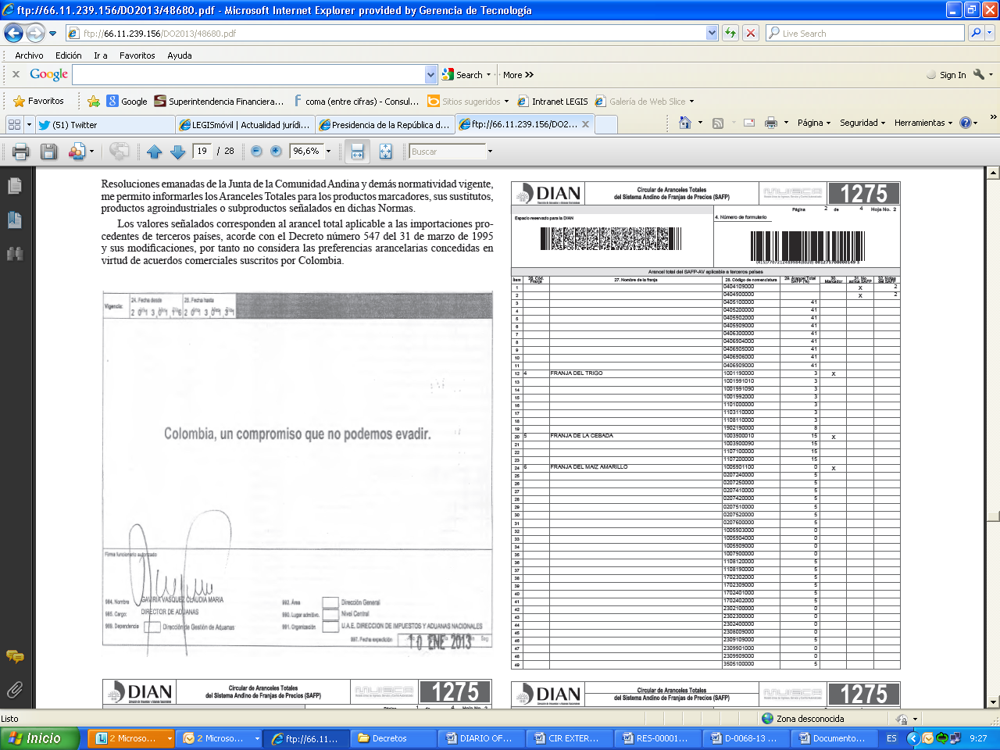 ftp://66.11.239.156/DO2013/48680.pdf - Microsoft Internet Explorer provided by Gerencia de Tecnología
ftp://66.11.239.156/DO2013/48680.pdf
Live Search
Archivo Edición Ir a Favoritos Ayuda
x Google Search More >> Sign In
Favoritos Google Superintendencia Financiera... coma (entre cifras) - Consul... Sitios sugeridos Intranet LEGIS Galería de Web Slice
(51) Twitter LEGISmóvil | Actualidad jurídi... Presidencia de la República d... ftp://66.11.239.156/DO2... Página Seguridad Herramientas
19 / 28 96,6% Buscar
Resoluciones emanadas de la Junta de la Comunidad Andina y demás normatividad vigente,
me permito informarles los Aranceles Totales para los productos marcadores, sus sustitutos,
productos agroindustriales o subproductos señalados en dichas Normas.
Los valores señalados corresponden al arancel total aplicable a las importaciones pro-
cedentes de terceros países, acorde con el Decreto número 547 del 31 de marzo de 1995
y sus modificaciones, por tanto no considera las preferencias arancelarias concedidas en
virtud de acuerdos comerciales suscritos por Colombia.
Vigencia: 24. Fecha desde 25. Fecha hasta
2 0 1 3 0 1 1 6 2 0 1 3 0 1 3 1
Colombia, un compromiso que no podemos evadir.
Firma funcionario autorizado
984. Nombre GAVIRIA VASQUEZ CLAUDIA MARIA
985. Cargo: DIRECTOR DE ADUANAS
989. Dependencia Dirección de Gestión de Aduanas
992. Área Dirección General
990. Lugar admitivo. Nivel Central
991. Organización U.A.E. DIRECCION DE IMPUESTOS Y ADUANAS NACIONALES
997. Fecha expedición 10 ENE 2013
DIAN Circular de Aranceles Totales
del Sistema Andino de Franjas de Precios (SAFP) MUISCA 1275
DIAN Circular de Aranceles Totales
del Sistema Andino de Franjas de Precios (SAFP) MUISCA 1275
Página 2 de 4 Hoja No. 2
Espacio reservado para la DIAN 4. Número de formulario
Arancel total del SAFP-AV aplicable a terceros países
Ítem 26. Cód. Franja 27. Nombre de la franja 28. Código de nomenclatura 29. Arancel Total SAFP (%) 30. Marcador 31. No aplica SAFP 32. Notas del SAFP
1 0404109000 X 2
2 0404900000 X 2
3 0405100000 41
4 0405200000 41
5 0405902000 41
6 0405909000 41
7 0406300000 41
8 0406904000 41
9 0406905000 41
10 0406906000 41
11 0406909000 41
12 4 FRANJA DEL TRIGO 1001190000 3 X
13 1001991010 3
14 1001991090 3
15 1001992000 3
16 1101000000 3
17 1103110000 3
18 1108110000 3
19 1902190000 8
20 5 FRANJA DE LA CEBADA 1003900010 15 X
21 1003900090 15
22 1107100000 15
23 1107200000 15
24 6 FRANJA DEL MAIZ AMARILLO 1005901100 0 X
25 0207240000 5
26 0207250000 5
27 0207410000 5
28 0207420000 5
29 0207510000 5
30 0207520000 5
31 0207600000 5
32 1005903000 0
33 1005904000 0
34 1005909000 0
35 1007900000 0
36 1108120000 5
37 1108190000 5
38 1702302000 5
39 1702309000 5
40 1702401000 5
41 1702402000 5
42 2302100000 0
43 2302300000 0
44 2302400000 0
45 2308009000 0
46 2309109000 5
47 2309901000 0
48 2309909000 0
49 3505100000 5
DIAN Circular de Aranceles Totales
del Sistema Andino de Franjas de Precios (SAFP) MUISCA 1275
Listo Zona desconocida
Inicio 2 Microso... 2 Microso... ftp://66.11... Decretos DIARIO OF... CIR EXTER... RES-00001... D-0068-13 ... Documento... ES 9:27